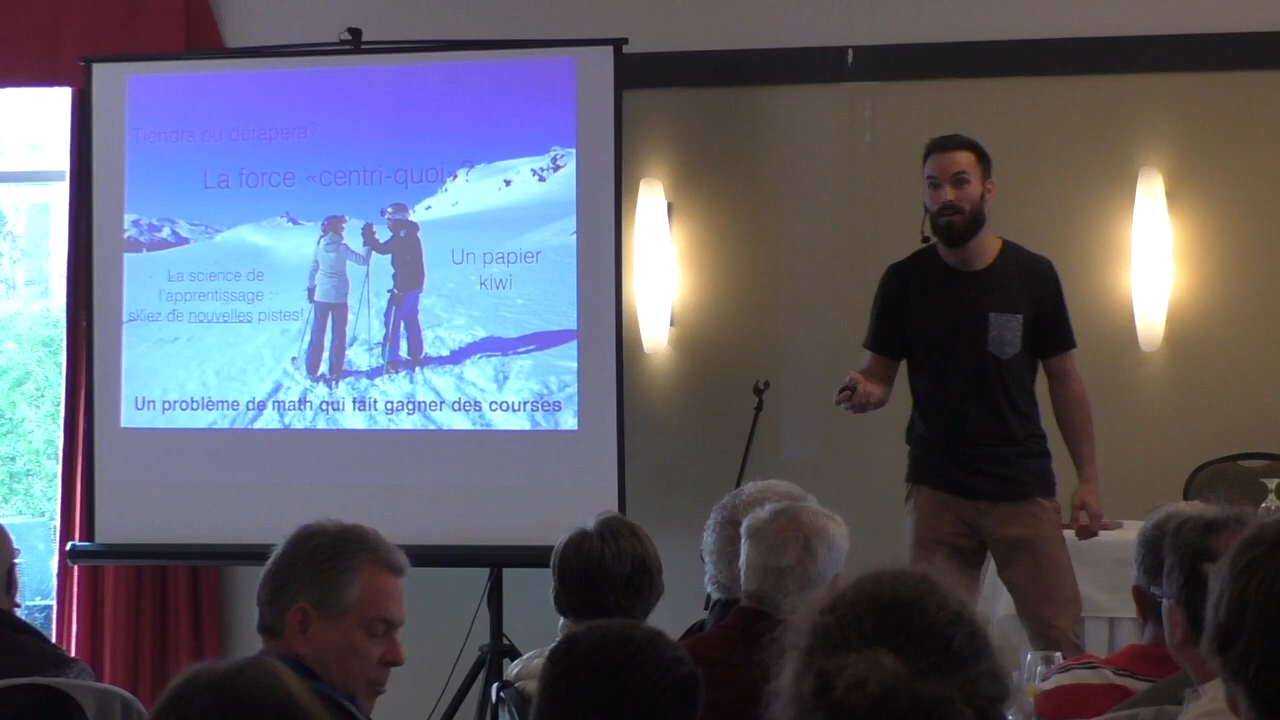 Tiendra ou dérapera?
La force «centri-quoi»?
La science de
l'apprentissage :
skiez de nouvelles pistes!
Un papier
kiwi
Un problème de math qui fait gagner des courses